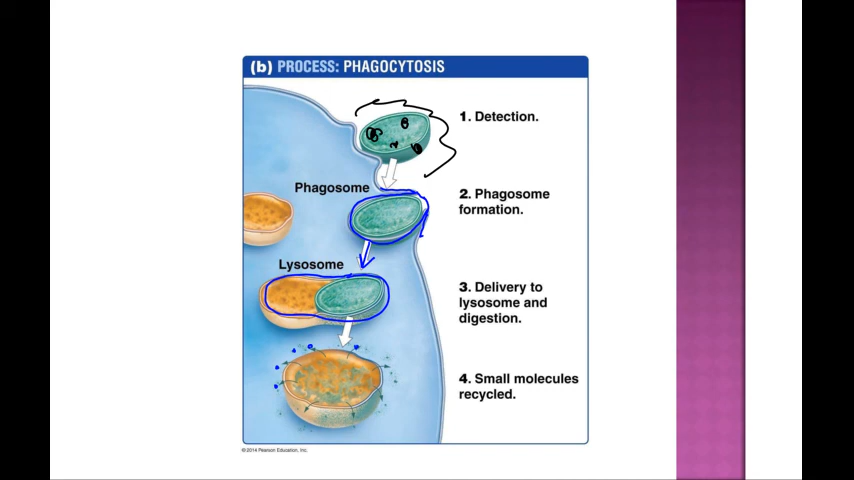 (b) PROCESS: PHAGOCYTOSIS
1. Detection.
Phagosome
2. Phagosome
formation.
Lysosome
3. Delivery to
lysosome and
digestion.
4. Small molecules
recycled.
©2014 Pearson Education, Inc.